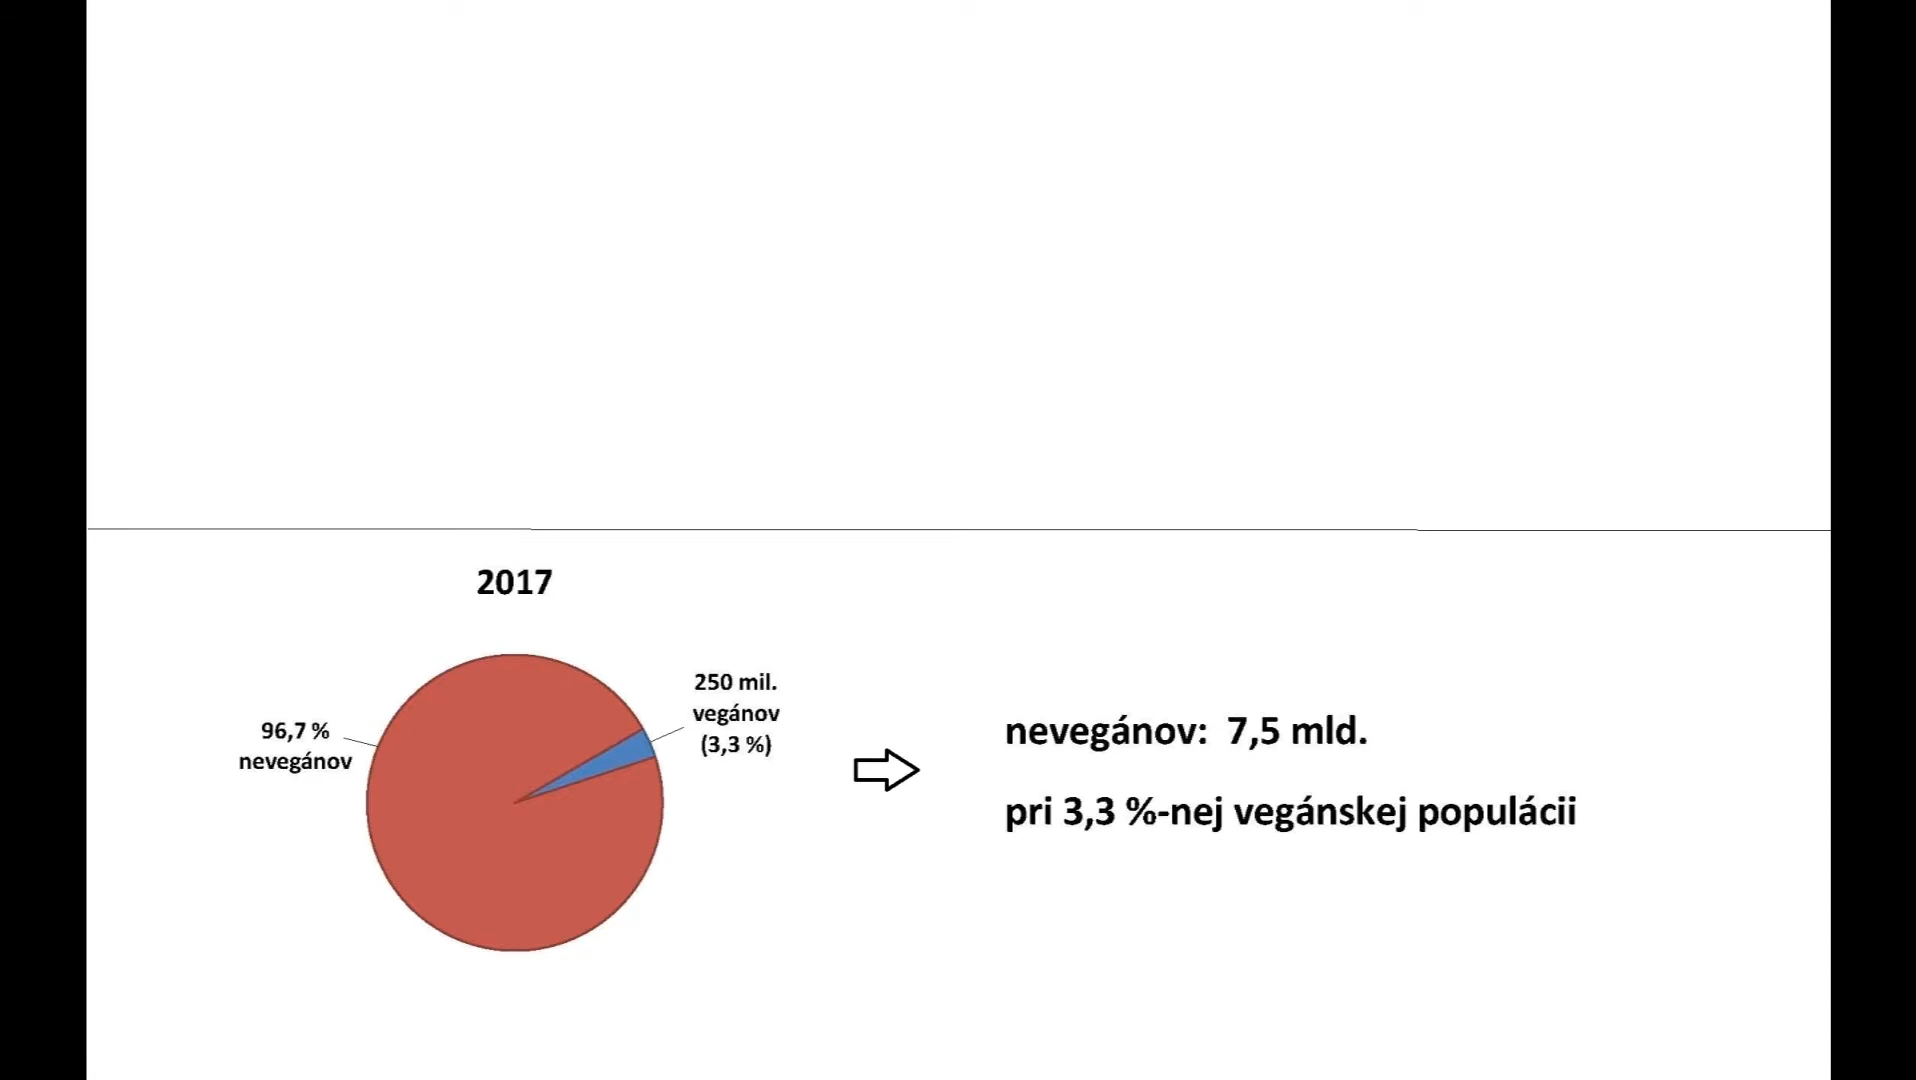 2017
96,7 %
nevegánov
250 mil.
vegánov
(3,3 %)
nevegánov: 7,5 mld.
pri 3,3 %-nej vegánskej populácii